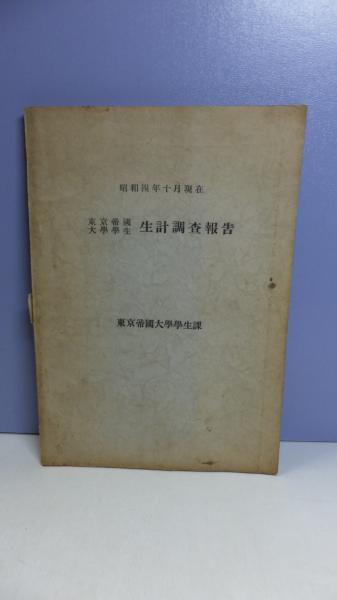 昭和四年十月現在
東京帝國
大學學生
生計調査報告
東京帝國大學學生課